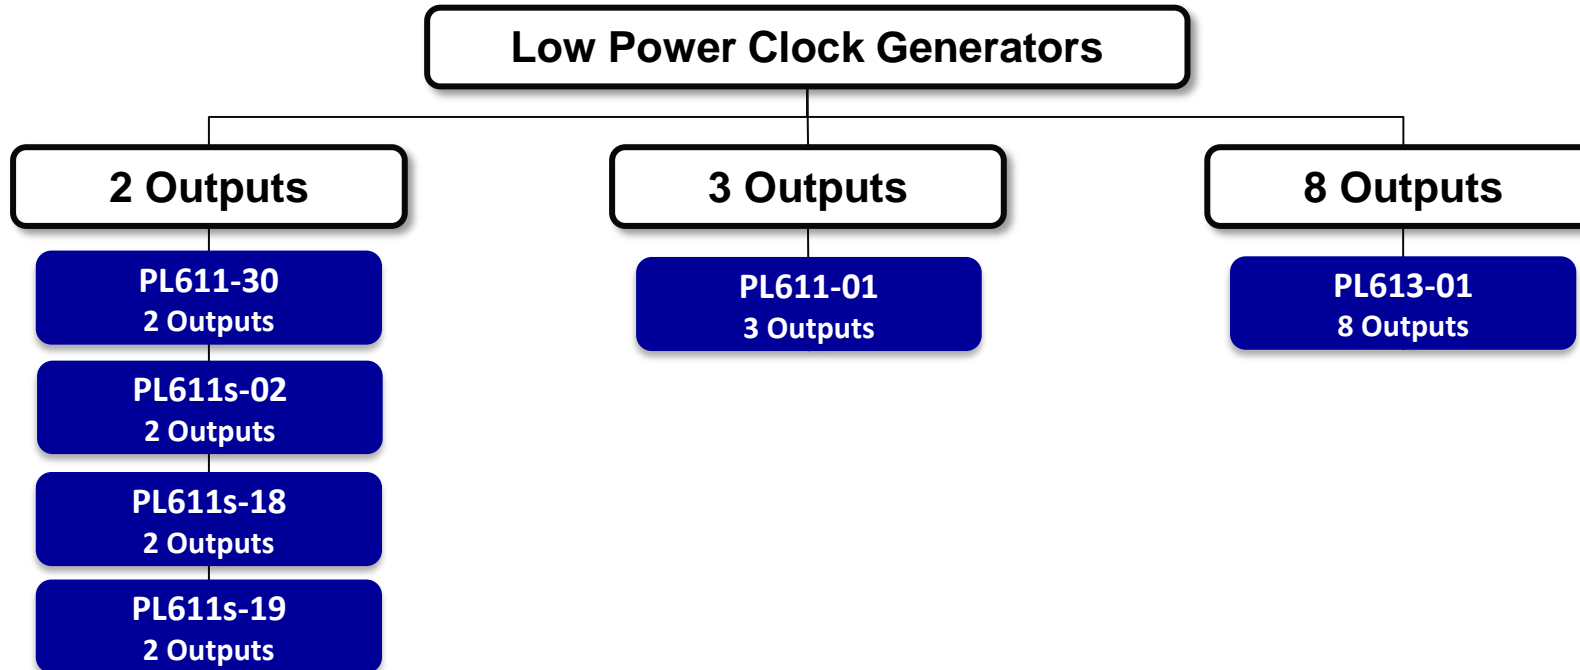 Low Power Clock Generators
2 Outputs
PL611-30
2 Outputs
PL611s-02
2 Outputs
PL611s-18
2 Outputs
PL611s-19
2 Outputs
3 Outputs
PL611-01
3 Outputs
8 Outputs
PL613-01
8 Outputs